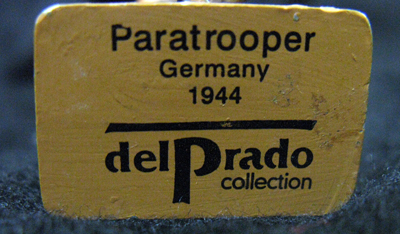 Paratrooper
Germany
1944
delPrado
collection